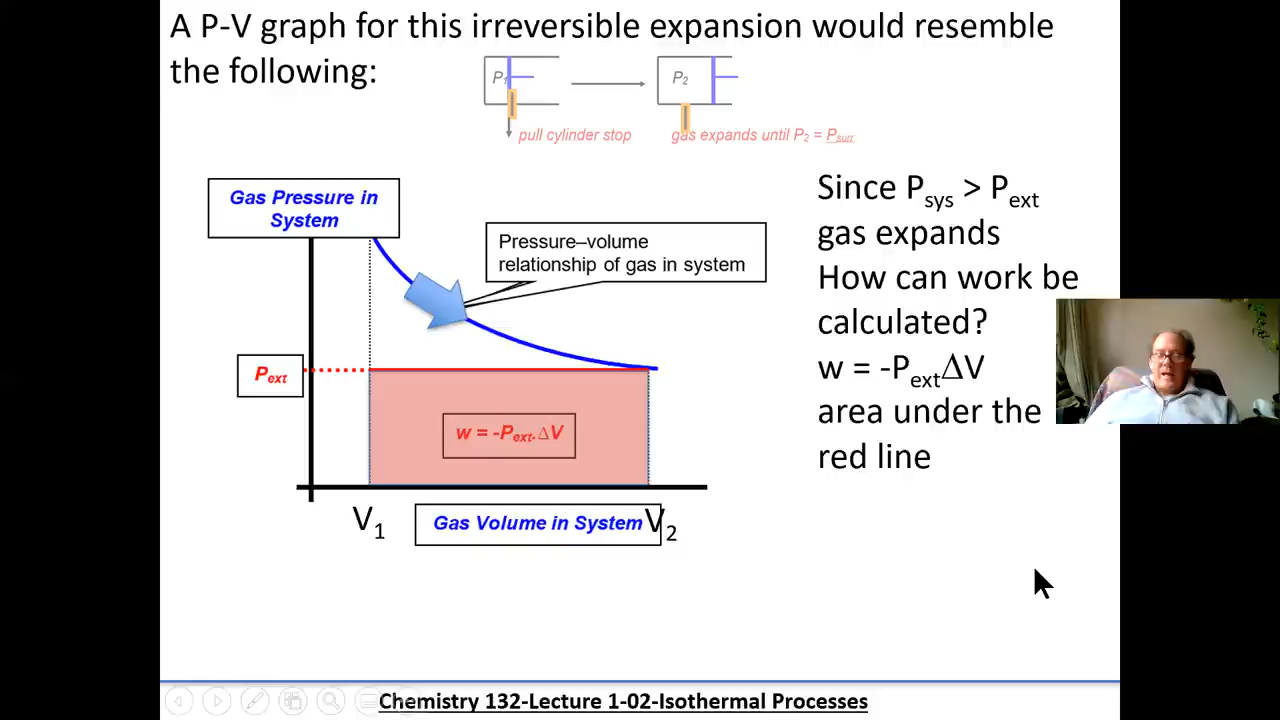 A P-V graph for this irreversible expansion would resemble
the following:
P1
P2
pull cylinder stop
gas expands until P2 = Psurr
Gas Pressure in
System
Pressure–volume
relationship of gas in system
Pext
w = -Pext.ΔV
V1
Gas Volume in System
V2
Since Psys > Pext
gas expands
How can work be
calculated?
w = -PextΔV
area under the
red line
Chemistry 132-Lecture 1-02-Isothermal Processes